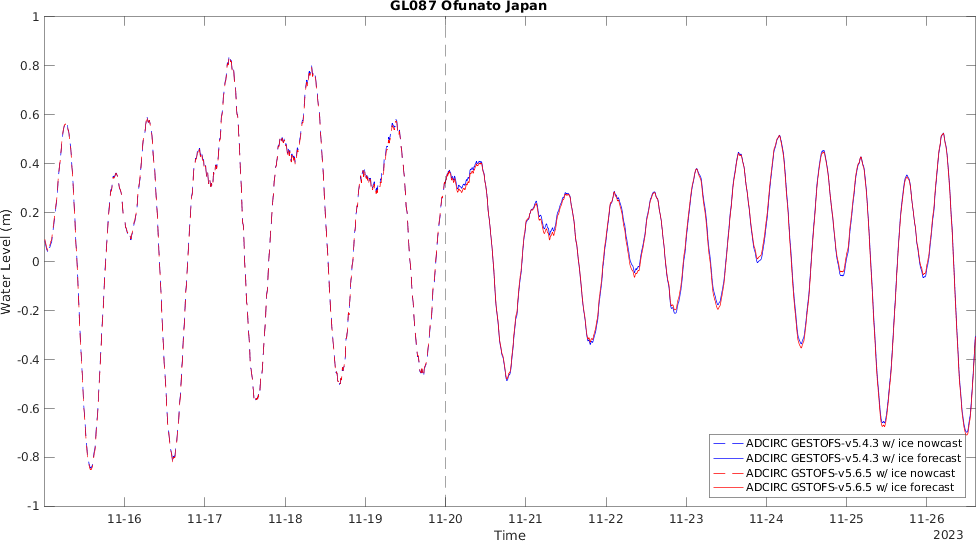 GL087 Ofunato Japan
1
0.8
0.6
0.4
0.2
0
-0.2
-0.4
-0.6
-0.8
-1
Water Level (m)
ADCIRC GESTOFS-v5.4.3 w/ ice nowcast
ADCIRC GESTOFS-v5.4.3 w/ ice forecast
ADCIRC GSTOFS-v5.6.5 w/ ice nowcast
ADCIRC GSTOFS-v5.6.5 w/ ice forecast
11-16 11-17 11-18 11-19 11-20 11-21 11-22 11-23 11-24 11-25 11-26
Time
2023